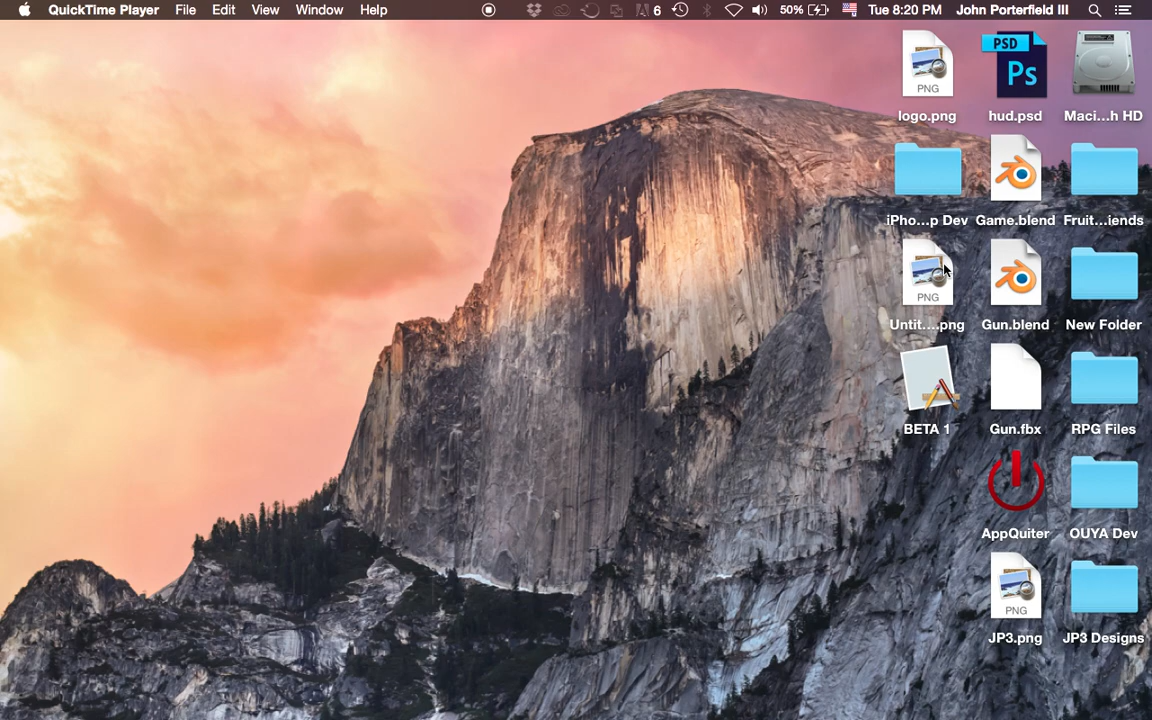 QuickTime Player File Edit View Window Help 6 50% Tue 8:20 PM John Porterfield III
PNG PSD Ps
logo.png hud.psd Maci...h HD
iPho...p Dev Game.blend Fruit...iends
PNG
Untit....png Gun.blend New Folder
BETA 1 Gun.fbx RPG Files
AppQuiter OUYA Dev
PNG
JP3.png JP3 Designs